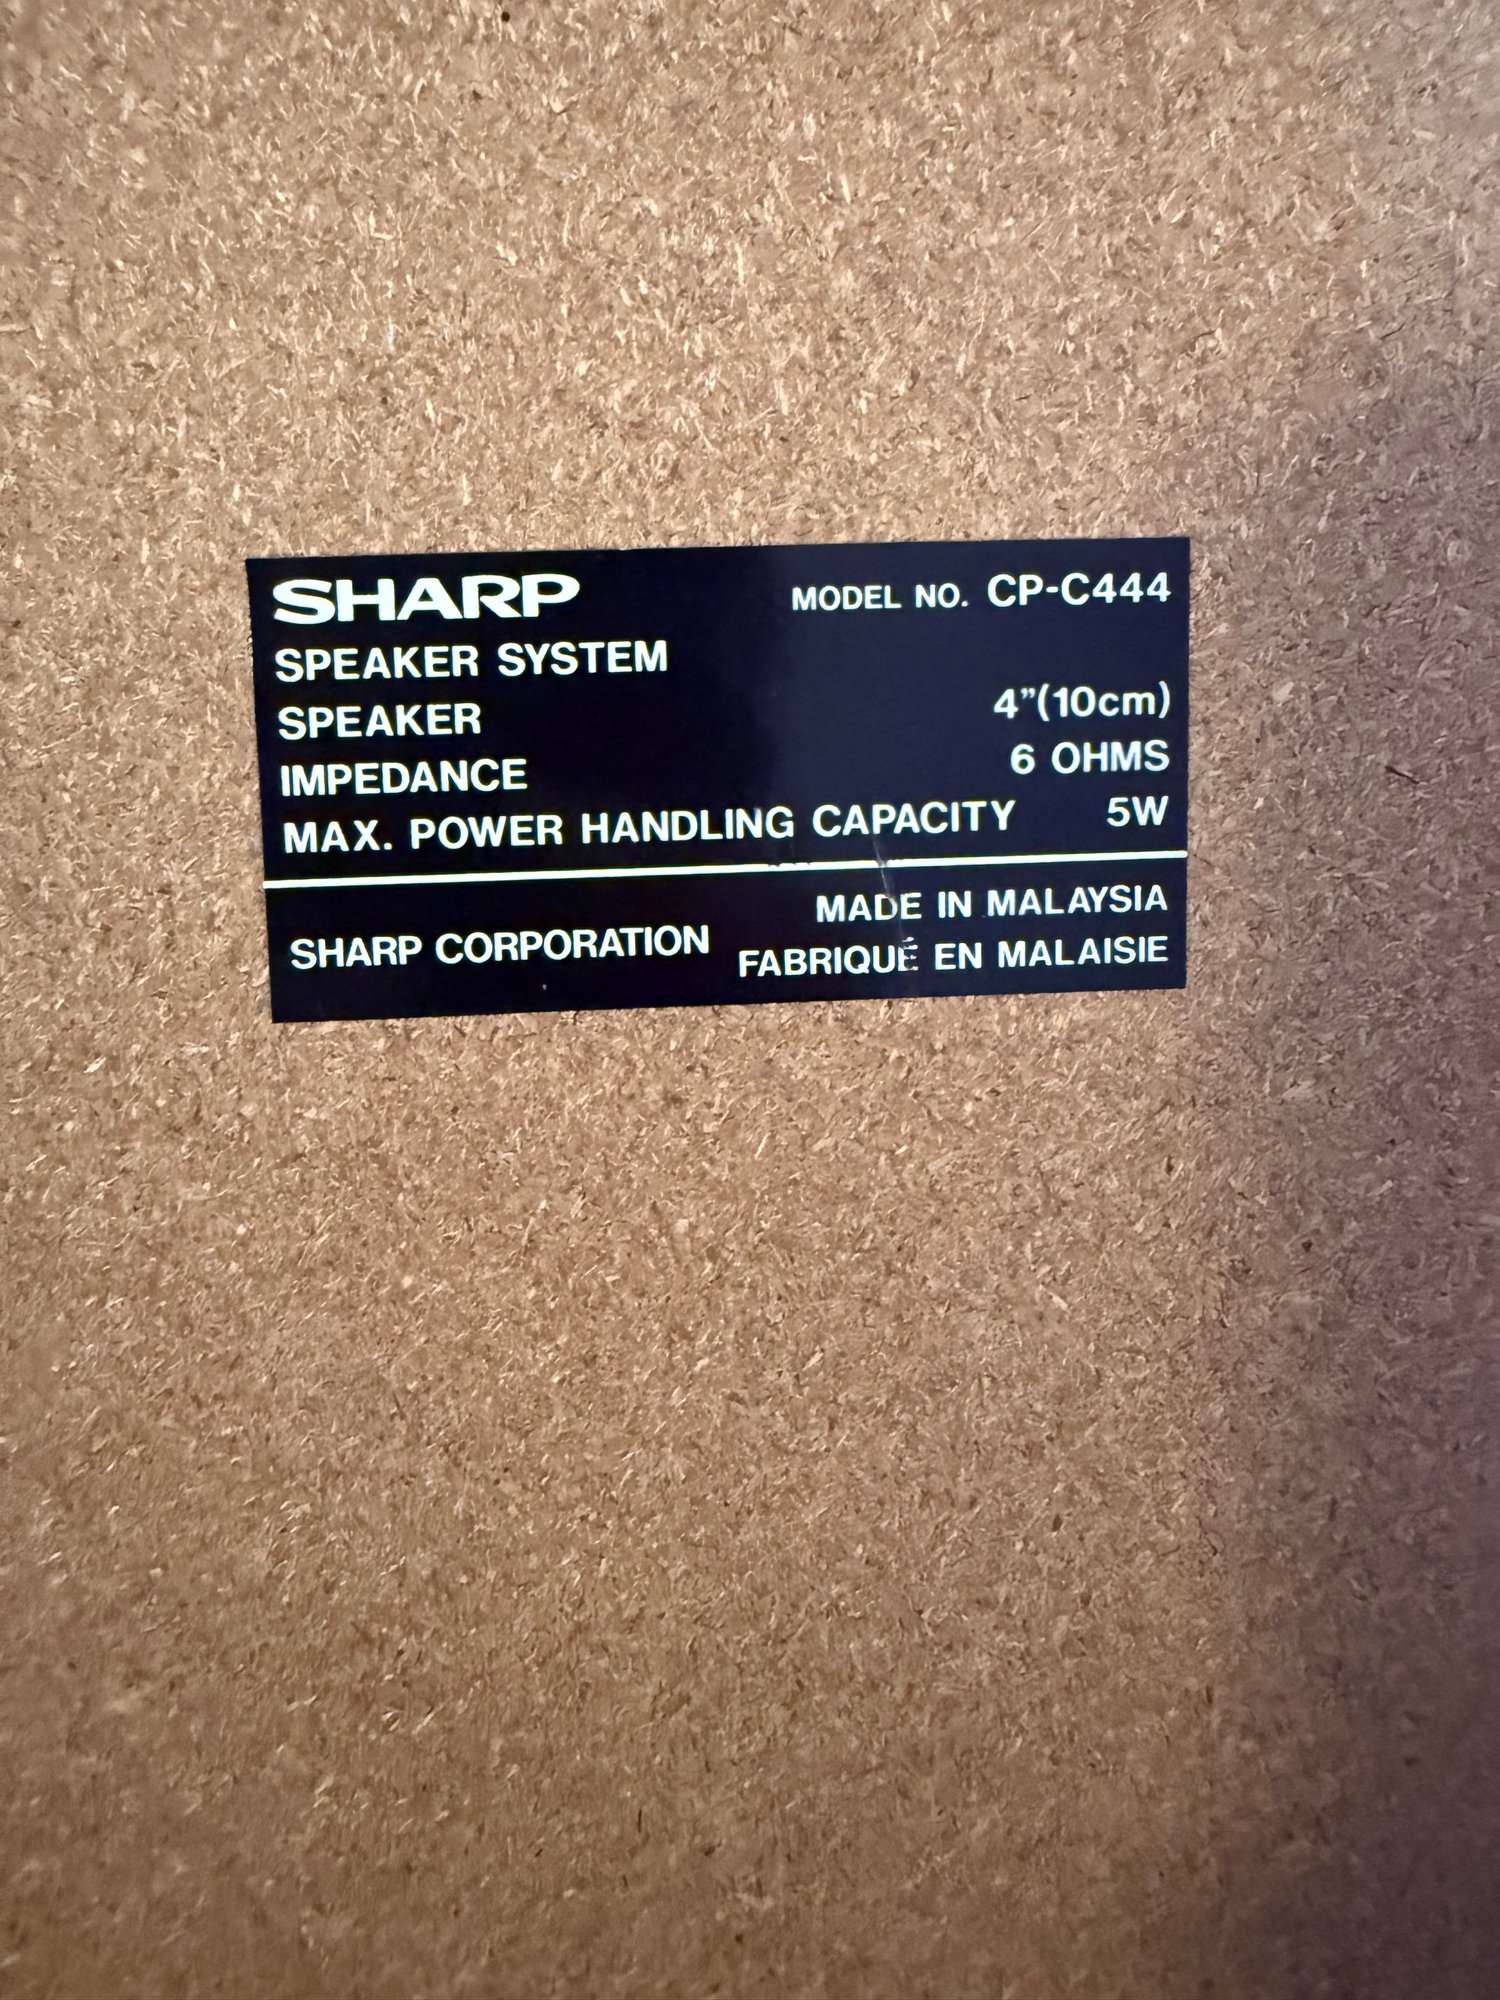 SHARP MODEL NO. CP-C444
SPEAKER SYSTEM
SPEAKER 4"(10cm)
IMPEDANCE 6 OHMS
MAX. POWER HANDLING CAPACITY 5W
MADE IN MALAYSIA
SHARP CORPORATION FABRIQUÉ EN MALAISIE